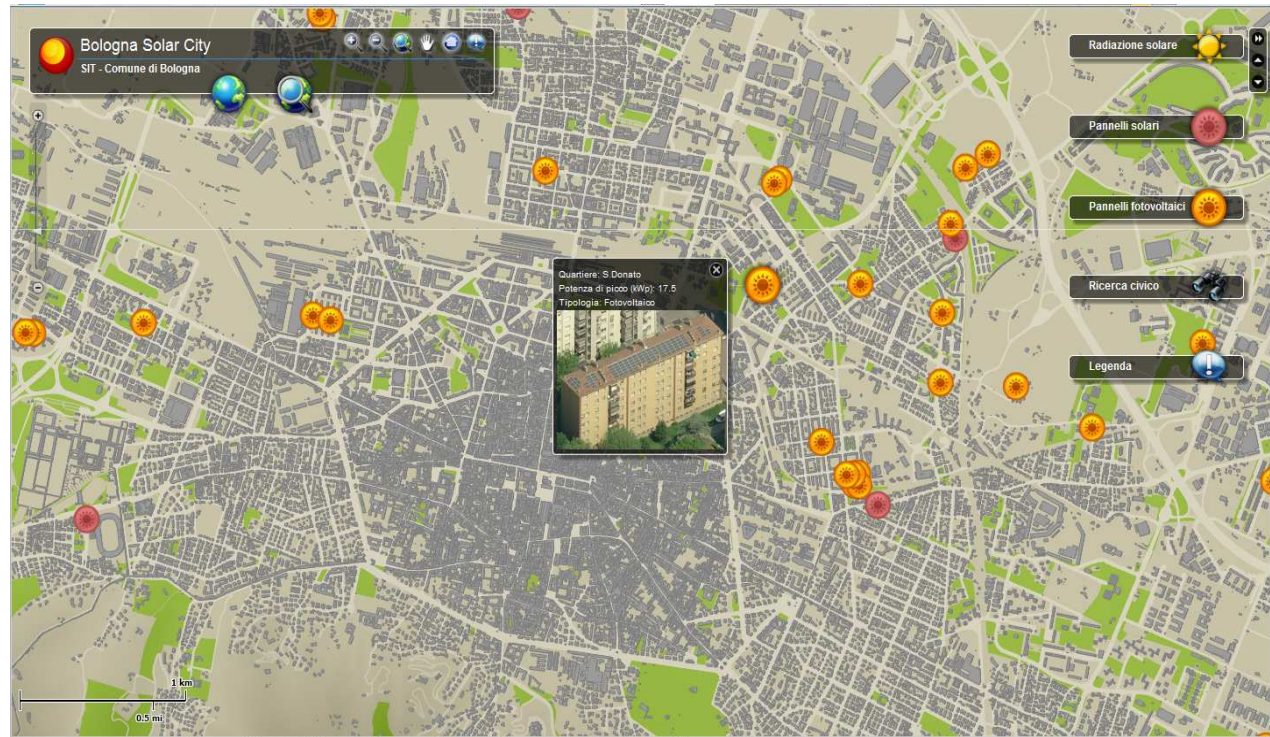 Bologna Solar City
SIT - Comune di Bologna
Radiazione solare
Pannelli solari
Pannelli fotovoltaici
Ricerca civico
Legenda
Quartiere: S.Donato
Potenza di picco (kWp): 17.5
Tipologia: Fotovoltaico
1 km
0.5 mi